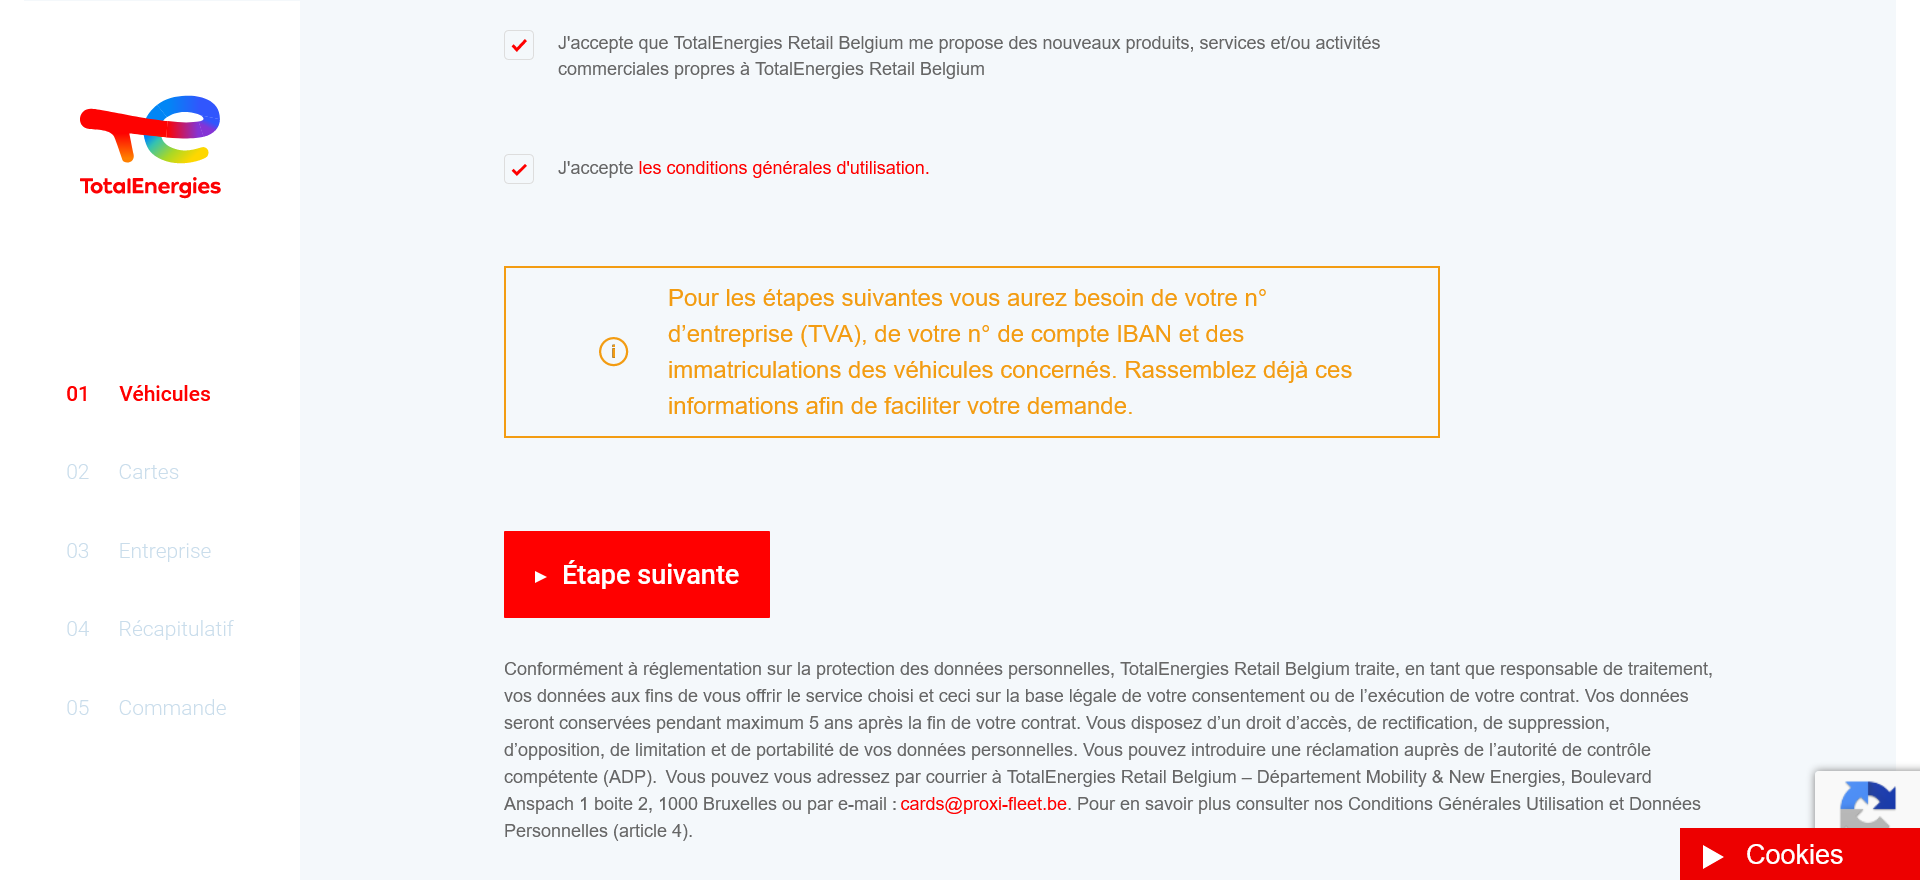 J'accepte que TotalEnergies Retail Belgium me propose des nouveaux produits, services et/ou activités
commerciales propres à TotalEnergies Retail Belgium
TotalEnergies
J'accepte les conditions générales d'utilisation.
Pour les étapes suivantes vous aurez besoin de votre n°
d’entreprise (TVA), de votre n° de compte IBAN et des
immatriculations des véhicules concernés. Rassemblez déjà ces
informations afin de faciliter votre demande.
01 Véhicules
02 Cartes
03 Entreprise
04 Récapitulatif
05 Commande
Étape suivante
Conformément à réglementation sur la protection des données personnelles, TotalEnergies Retail Belgium traite, en tant que responsable de traitement,
vos données aux fins de vous offrir le service choisi et ceci sur la base légale de votre consentement ou de l’exécution de votre contrat. Vos données
seront conservées pendant maximum 5 ans après la fin de votre contrat. Vous disposez d’un droit d’accès, de rectification, de suppression,
d’opposition, de limitation et de portabilité de vos données personnelles. Vous pouvez introduire une réclamation auprès de l’autorité de contrôle
compétente (ADP).  Vous pouvez vous adressez par courrier à TotalEnergies Retail Belgium – Département Mobility & New Energies, Boulevard
Anspach 1 boite 2, 1000 Bruxelles ou par e-mail : cards@proxi-fleet.be. Pour en savoir plus consulter nos Conditions Générales Utilisation et Données
Personnelles (article 4).
Cookies